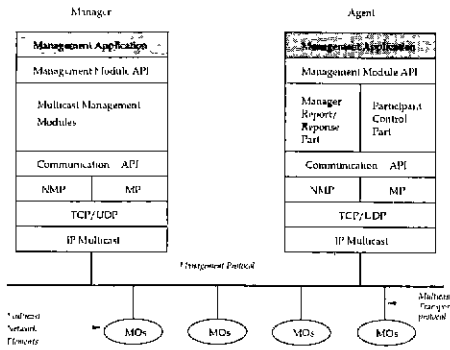 Manager
Agent
Management Application
Management Application
Management Module API
Management Module API
Multicast Management
Modules
Manager
Report/
Reponse
Part
Participant
Control
Part
Communication API
Communication API
NMP
MP
NMP
MP
TCP/UDP
TCP/UDP
IP Multicast
IP Multicast
Management Protocol
Multicast
Network
Elements
Multicast
Transport
protocol
MOs
MOs
MOs
MOs